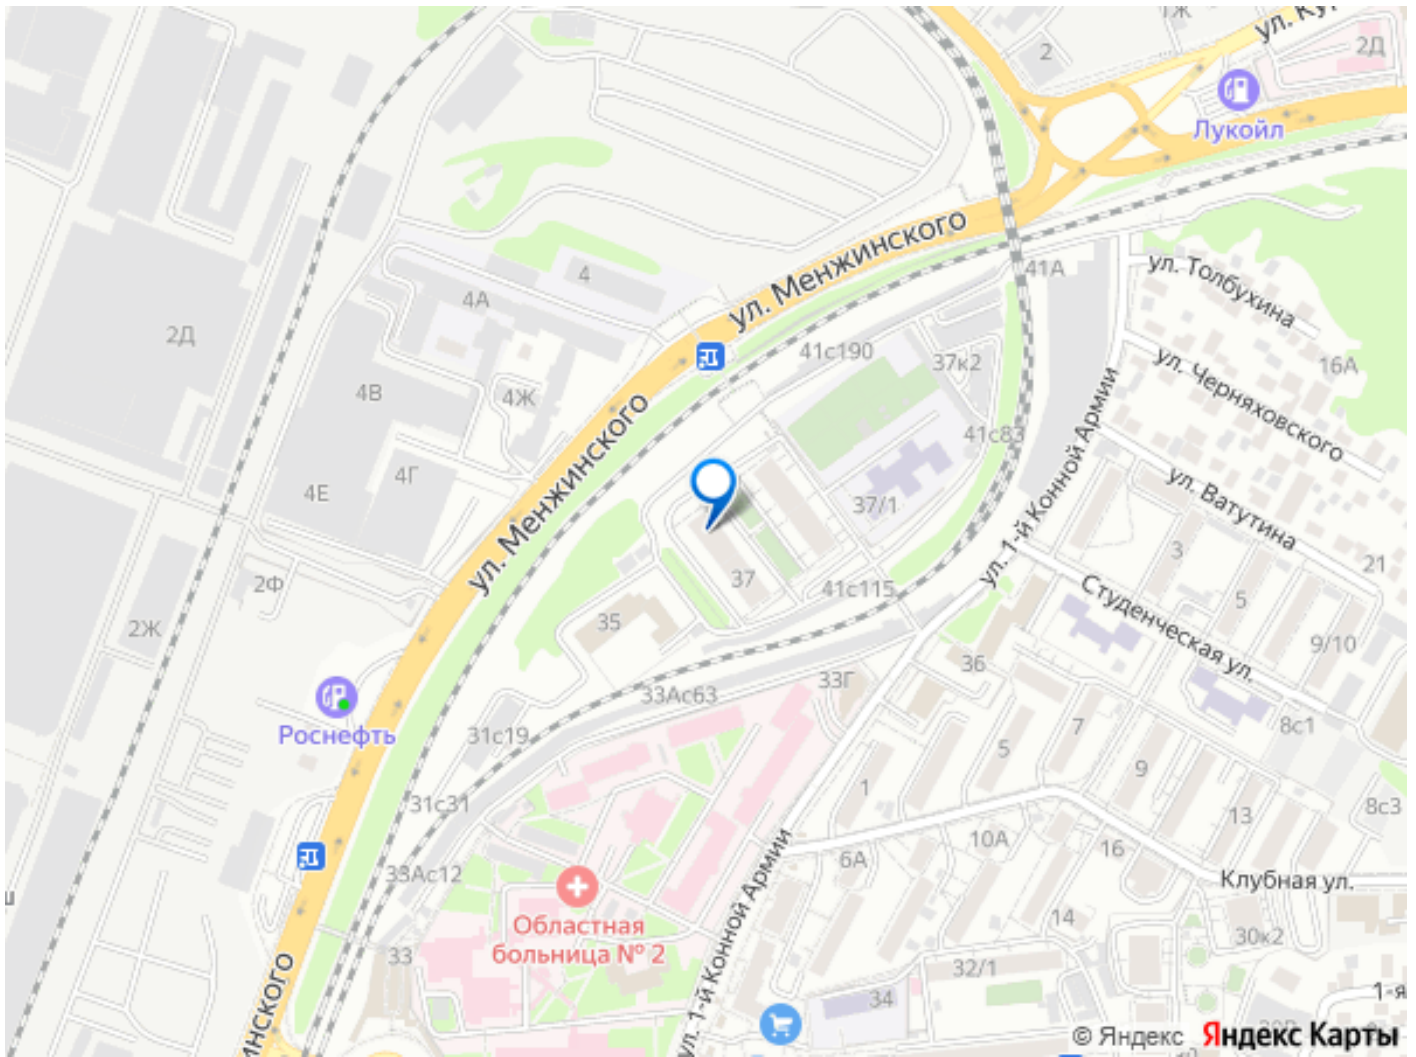 1Ж
ул. Ку
2
2Д
Лукойл
ул. Менжинского
41А
ул. Толбухина
4
4А
2Д
41с190
37к2
16А
ул. Черняховского
4В
4Ж
41с83
ул. 1-й Конной Армии
4Г
4Е
ул. Менжинского
37/1
ул. Ватутина
3
21
2Ф
37
41с115
Студенческая ул.
5
2Ж
35
9/10
36
33Г
33Ас63
Роснефть
31с19
7
8с1
5
9
1
31с31
13
8с3
10А
16
6А
33Ас12
Клубная ул.
Областная
больница № 2
ул. 1-й Конной Армии
14
30к2
33
32/1
34
1-я
инского
© Яндекс Яндекс Карты